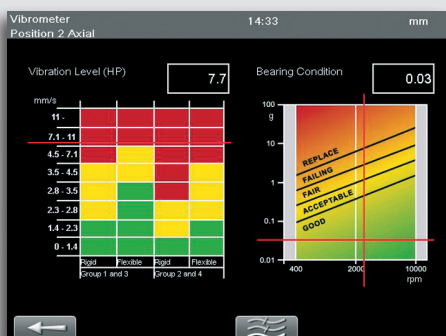 Vibrometer 14:33 mm
Position 2 Axial
Vibration Level (HP) 7.7
Bearing Condition 0.03
mm/s
11 -
7.1 - 11
4.5 - 7.1
3.5 - 4.5
2.8 - 3.5
2.3 - 2.8
1.4 - 2.3
0 - 1.4
Rigid Flexible Rigid Flexible
Group 1 and 3 Group 2 and 4
100
g
10
1
0.1
0.01
REPLACE
FAILING
FAIR
ACCEPTABLE
GOOD
400 2000 10000
rpm